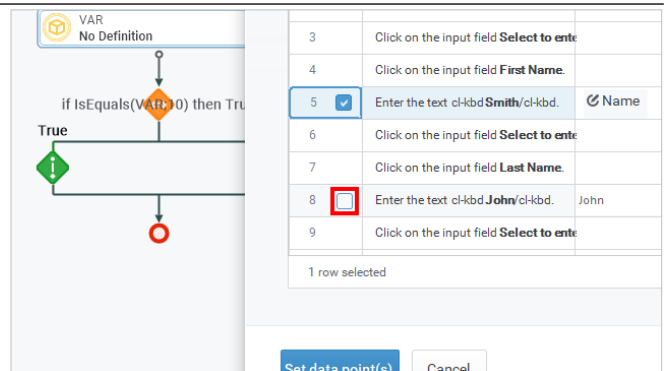 VAR
No Definition
if IsEquals(VAR;10) then Tru
True
3 Click on the input field Select to ente
4 Click on the input field First Name.
5 Enter the text cl-kbd Smith/cl-kbd. Name
6 Click on the input field Select to ente
7 Click on the input field Last Name.
8 Enter the text cl-kbd John/cl-kbd. John
9 Click on the input field Select to ente
1 row selected
Set data point(s) Cancel